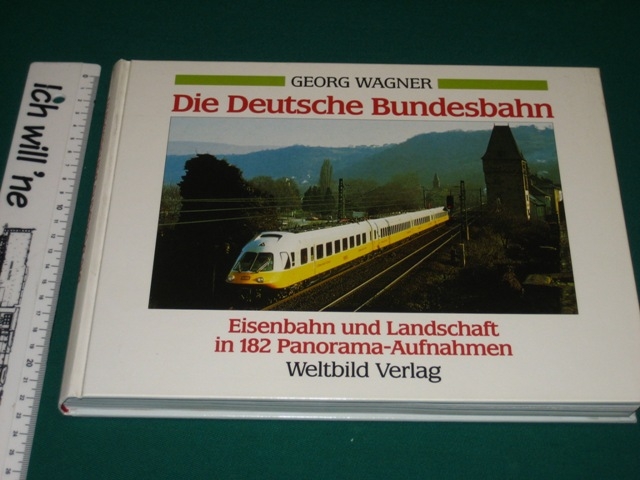 Ich will 'ne
GEORG WAGNER
Die Deutsche Bundesbahn
Eisenbahn und Landschaft
in 182 Panorama-Aufnahmen
Weltbild Verlag